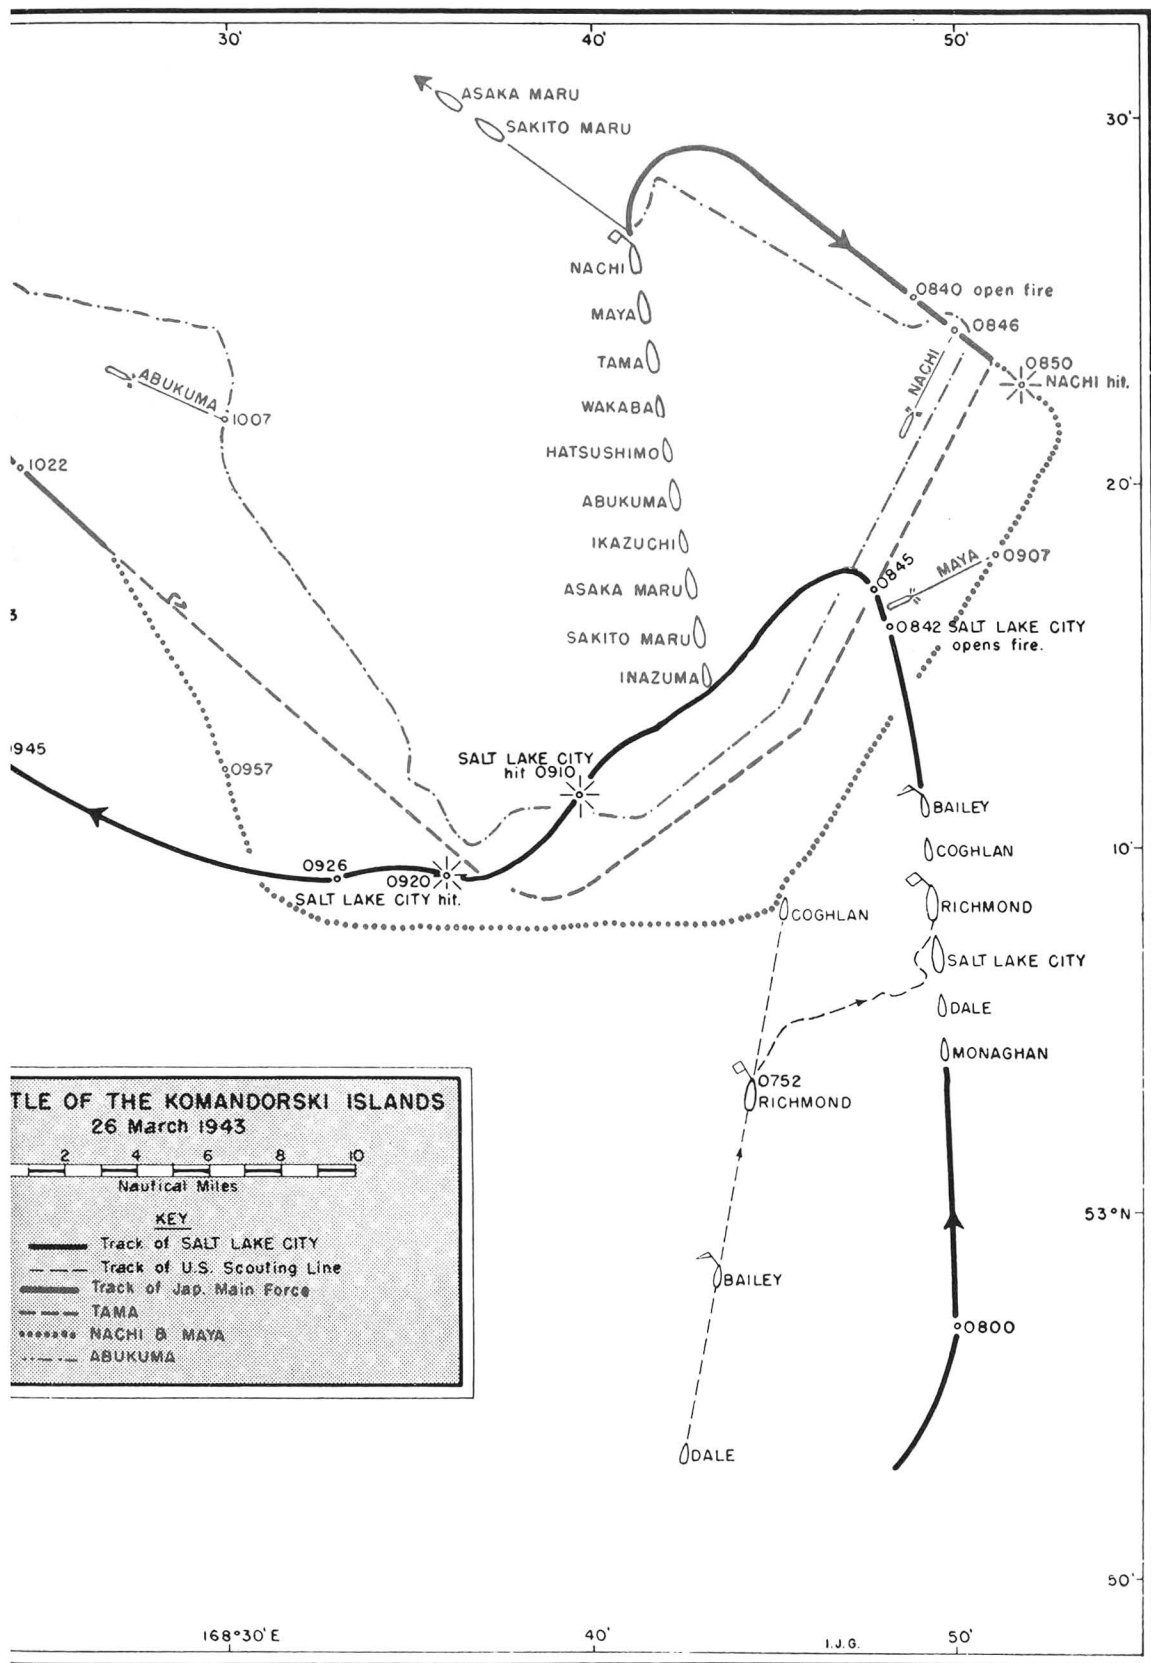 30'
40'
50'
ASAKA MARU
SAKITO MARU
30'
NACHI
MAYA
TAMA
WAKABA
HATSUSHIMO
ABUKUMA
IKAZUCHI
ASAKA MARU
SAKITO MARU
INAZUMA
0840 open fire
0846
0850
NACHI hit.
NACHI
ABUKUMA
1007
1022
20'
0907
MAYA
0845
0842 SALT LAKE CITY
opens fire.
3
945
0957
SALT LAKE CITY
hit 0910
0926
0920
SALT LAKE CITY hit.
10'
BAILEY
COGHLAN
RICHMOND
SALT LAKE CITY
DALE
MONAGHAN
COGHLAN
0752
RICHMOND
BAILEY
DALE
53°N
0800
TLE OF THE KOMANDORSKI ISLANDS
26 March 1943
2 4 6 8 10
Nautical Miles
KEY
Track of SALT LAKE CITY
Track of U.S. Scouting Line
Track of Jap. Main Force
TAMA
NACHI & MAYA
ABUKUMA
50'
168°30'E
40'
I.J.G.
50'